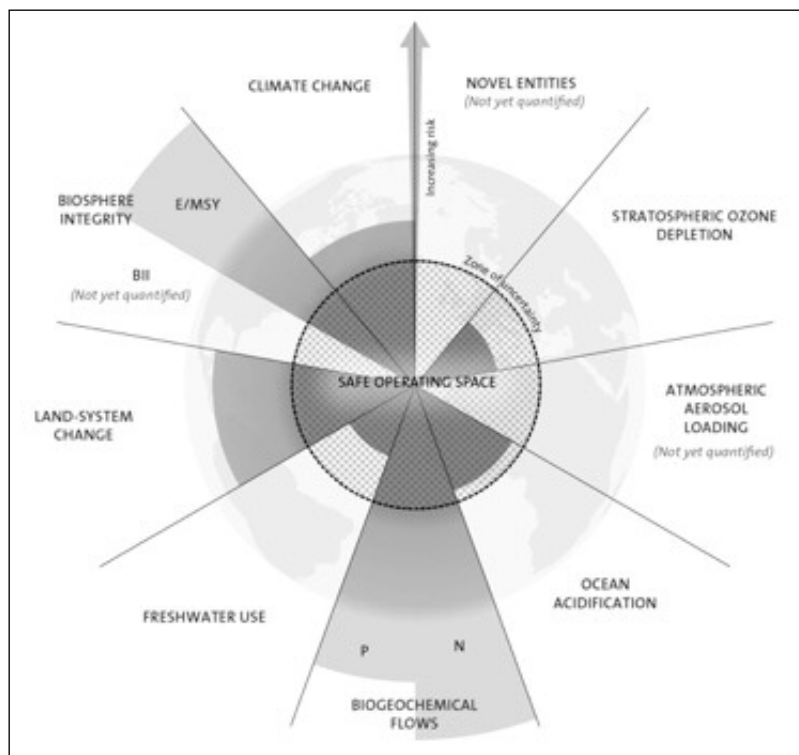 CLIMATE CHANGE
NOVEL ENTITIES
(Not yet quantified)
Increasing risk
BIOSPHERE
INTEGRITY
E/MSY
STRATOSPHERIC OZONE
DEPLETION
BII
(Not yet quantified)
Zone of uncertainty
SAFE OPERATING SPACE
LAND-SYSTEM
CHANGE
ATMOSPHERIC
AEROSOL
LOADING
(Not yet quantified)
FRESHWATER USE
OCEAN
ACIDIFICATION
P
N
BIOGEOCHEMICAL
FLOWS